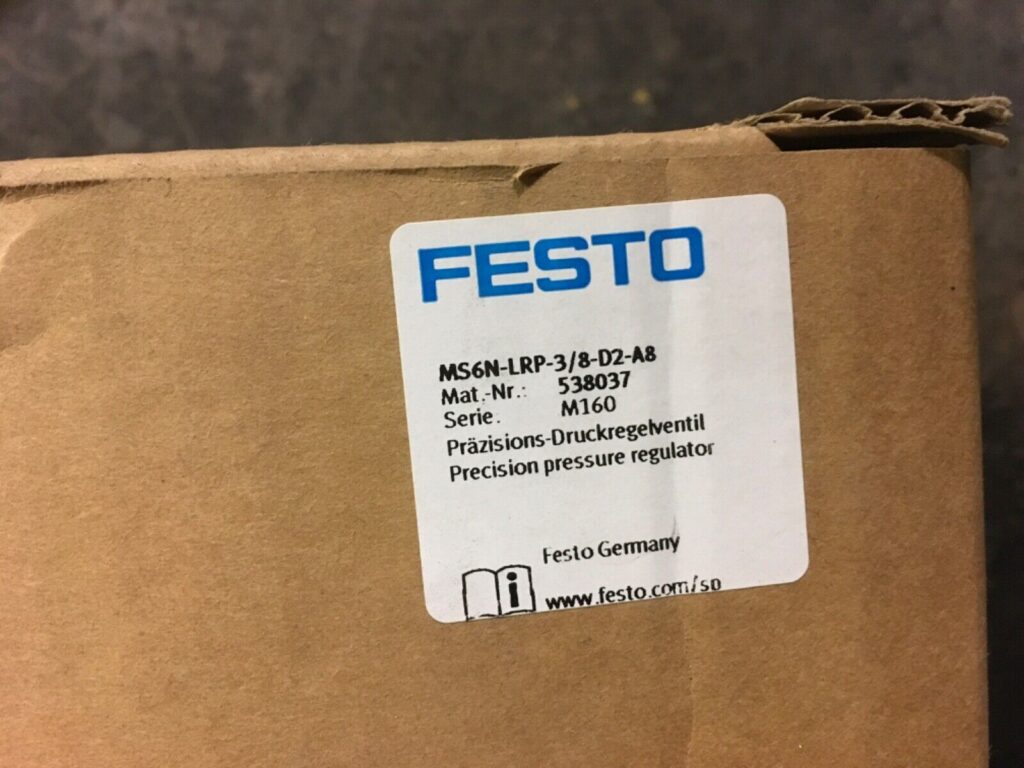 FESTO
MS6N-LRP-3/8-D2-A8
Mat.-Nr.: 538037
Serie. M160
Präzisions-Druckregelventil
Precision pressure regulator
Festo Germany
i www.festo.com/sp